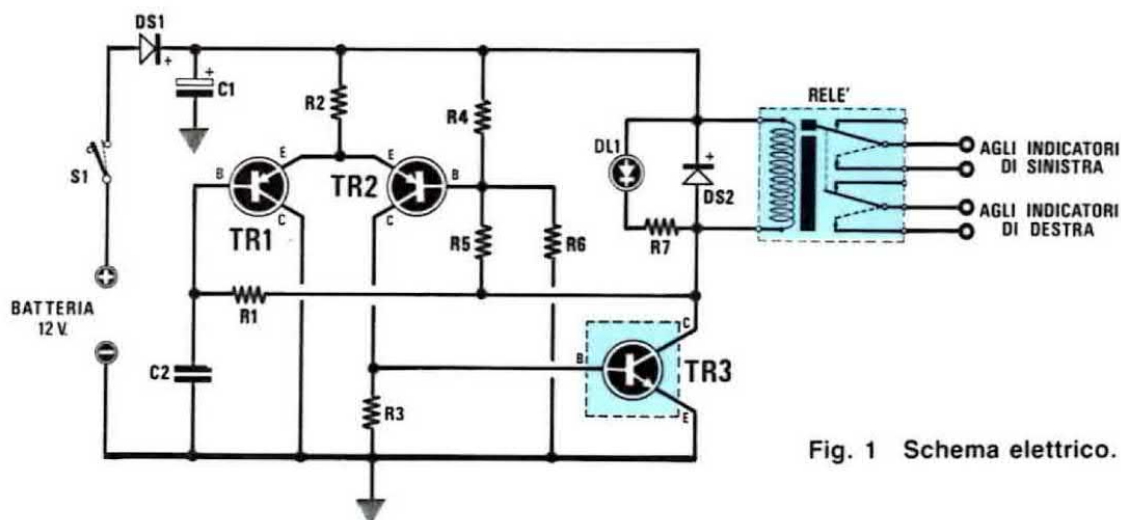 DS1
+
+
C1
R2
R4
RELE'
DL1
+
DS2
AGLI INDICATORI
DI SINISTRA
AGLI INDICATORI
DI DESTRA
S1
B
E
C
TR1
E
B
C
TR2
R5
R6
R7
R1
BATTERIA
12 V.
+
−
C2
R3
B
C
E
TR3
Fig. 1 Schema elettrico.